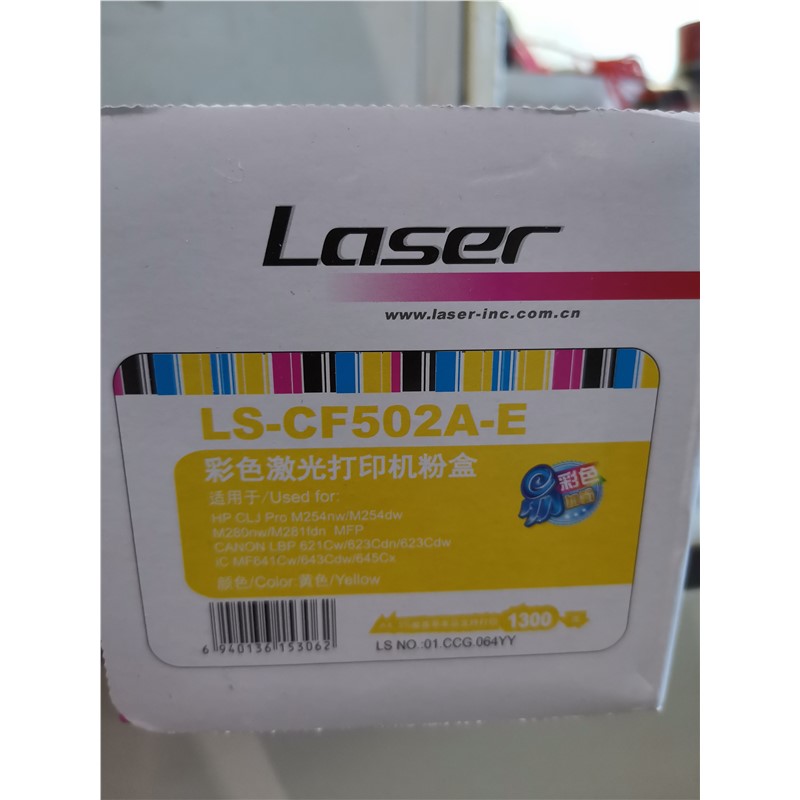 Laser
www.laser-inc.com.cn
LS-CF502A-E
彩色激光打印机粉盒
适用于/Used for:
HP CLJ Pro M254nw/M254dw
M280nw/M281fdn MFP
CANON LBP 621Cw/623Cdn/623Cdw
iC MF641Cw/643Cdw/645Cx
颜色/Color:黄色/Yellow
彩色
1300
6 940136 153062
LS NO.:01.CCG.064YY